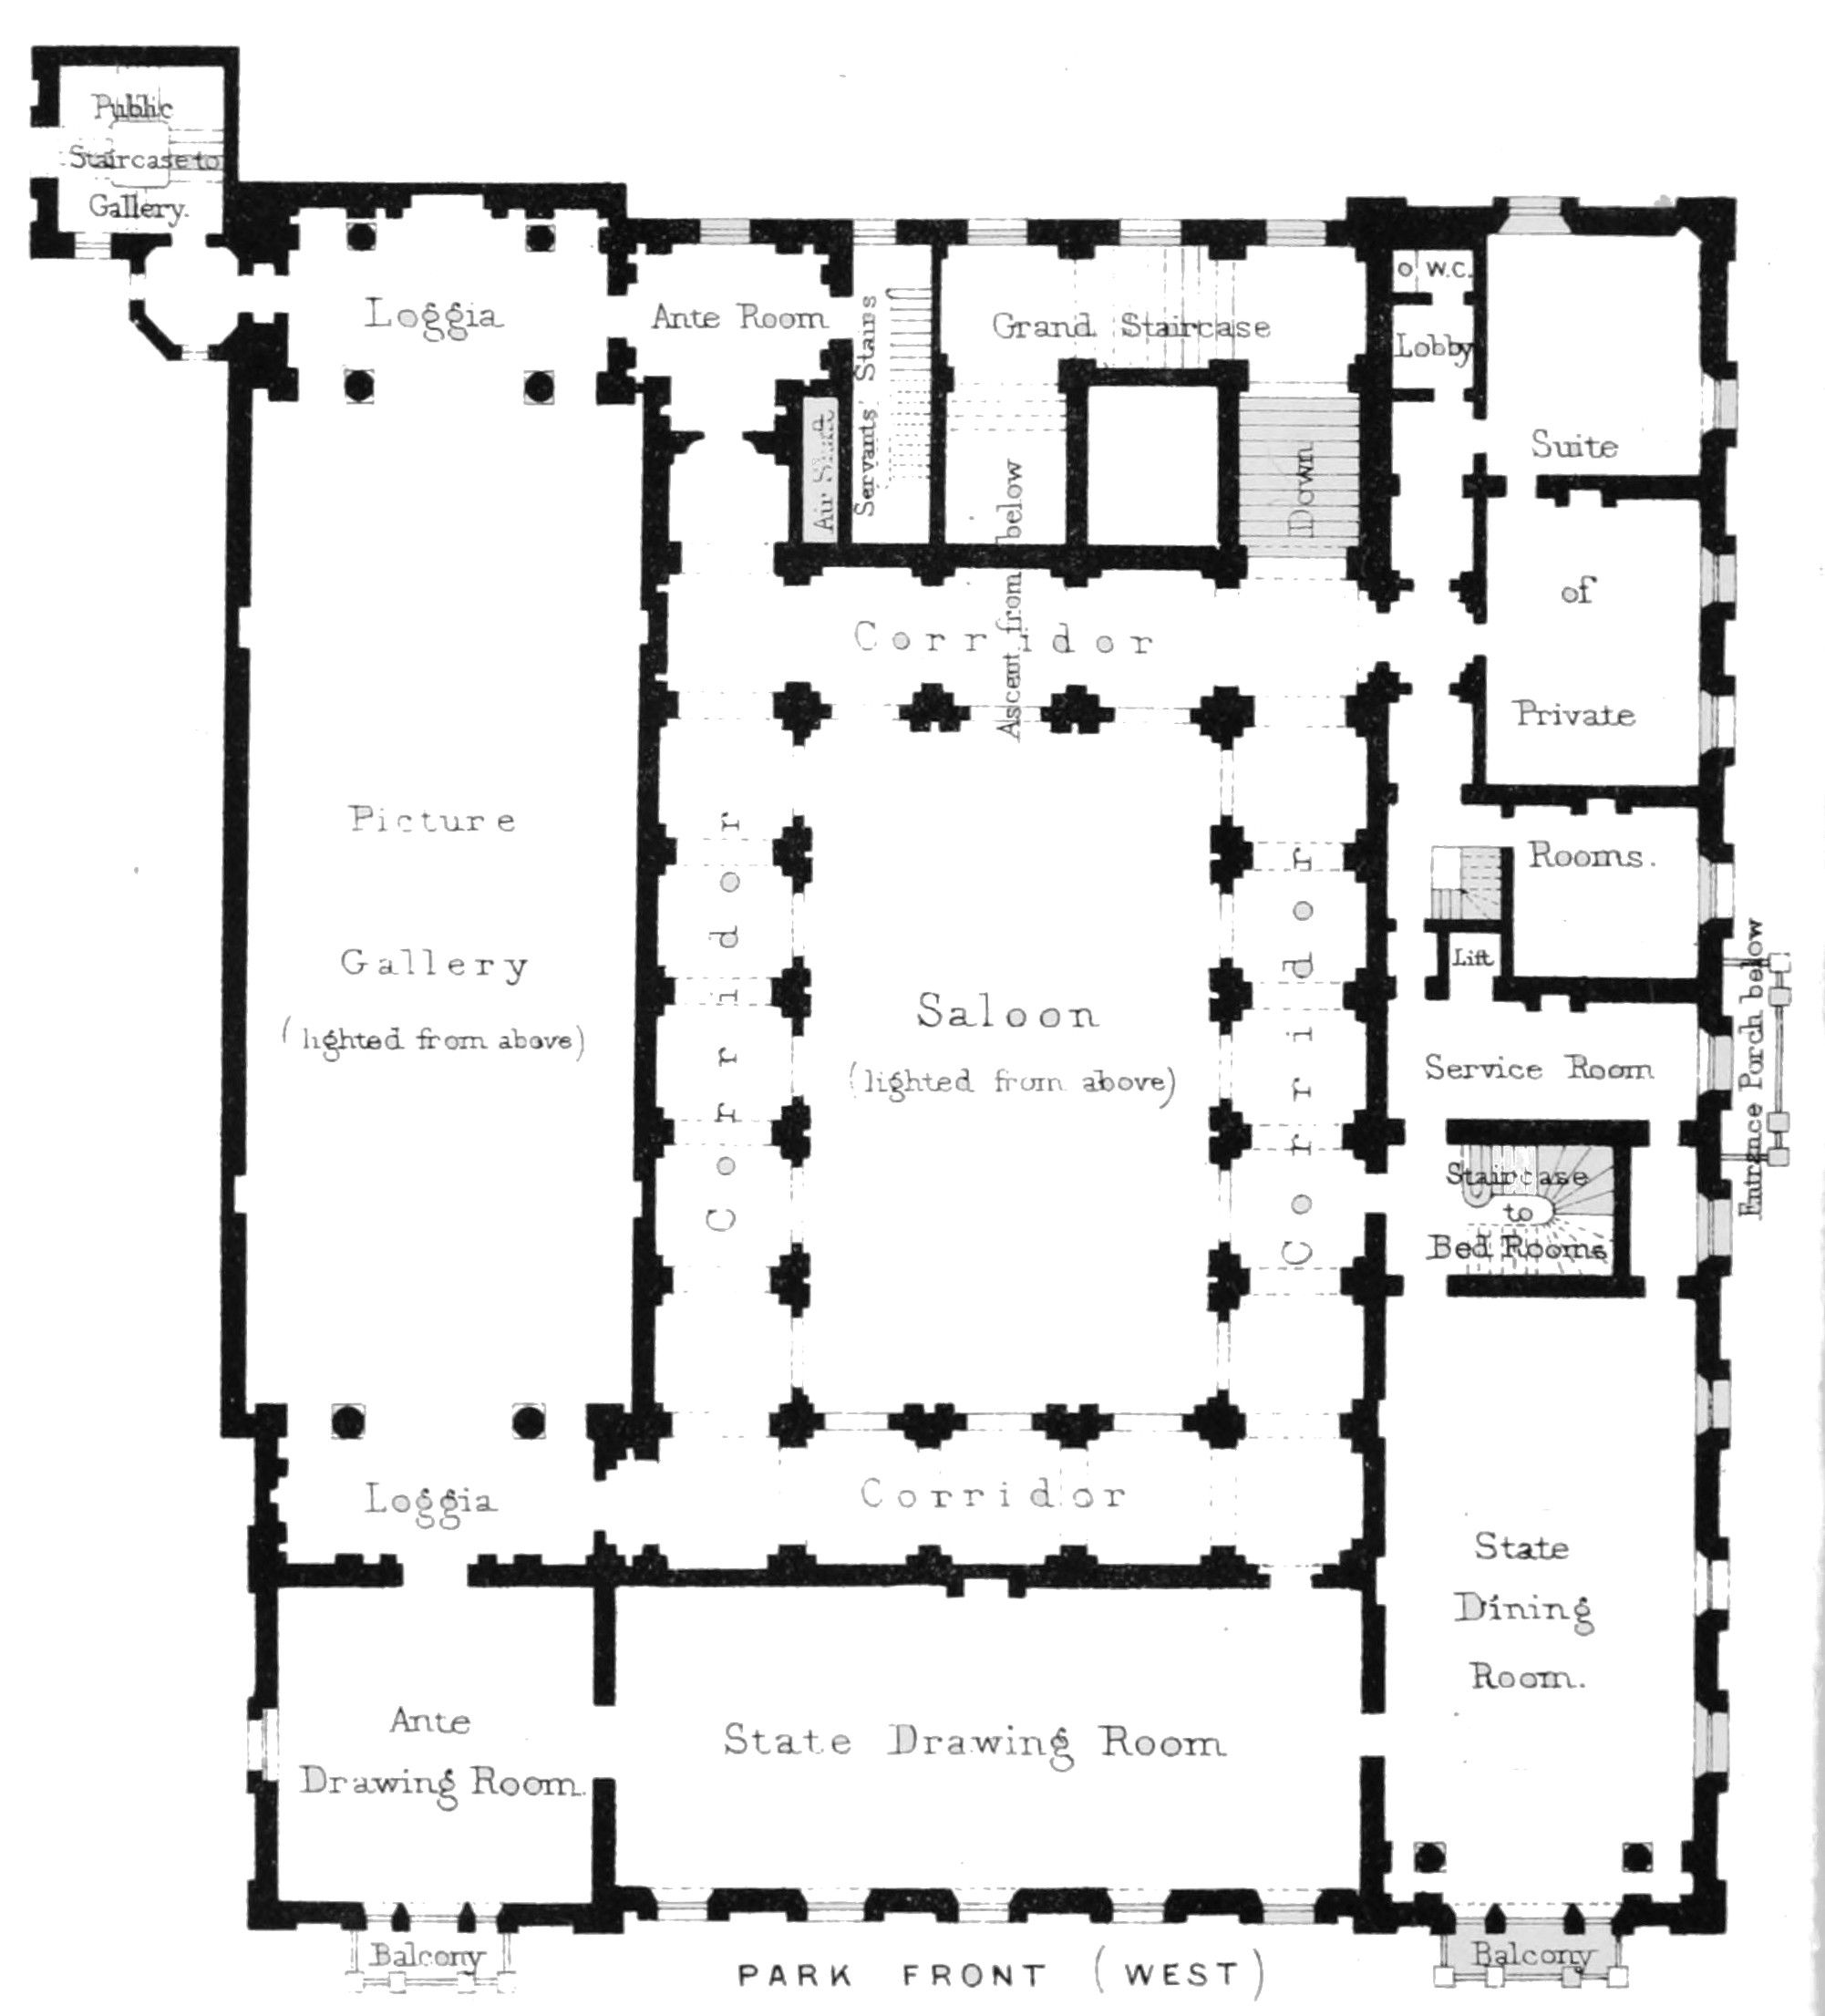 Public
Staircase to
Gallery.
Loggia
Ante Room
Servants' Stairs
Air Shaft
Grand Staircase
Ascent from below
Down
W.C.
Lobby
Suite
of
Private
Rooms.
Corridor
Picture
Gallery
(lighted from above)
Corridor
Saloon
(lighted from above)
Corridor
Lift
Service Room
Entrance Porch below
Staircase
to
Bed Rooms
Loggia
Corridor
State
Dining
Room.
Ante
Drawing Room.
State Drawing Room
Balcony
PARK FRONT (WEST)
Balcony